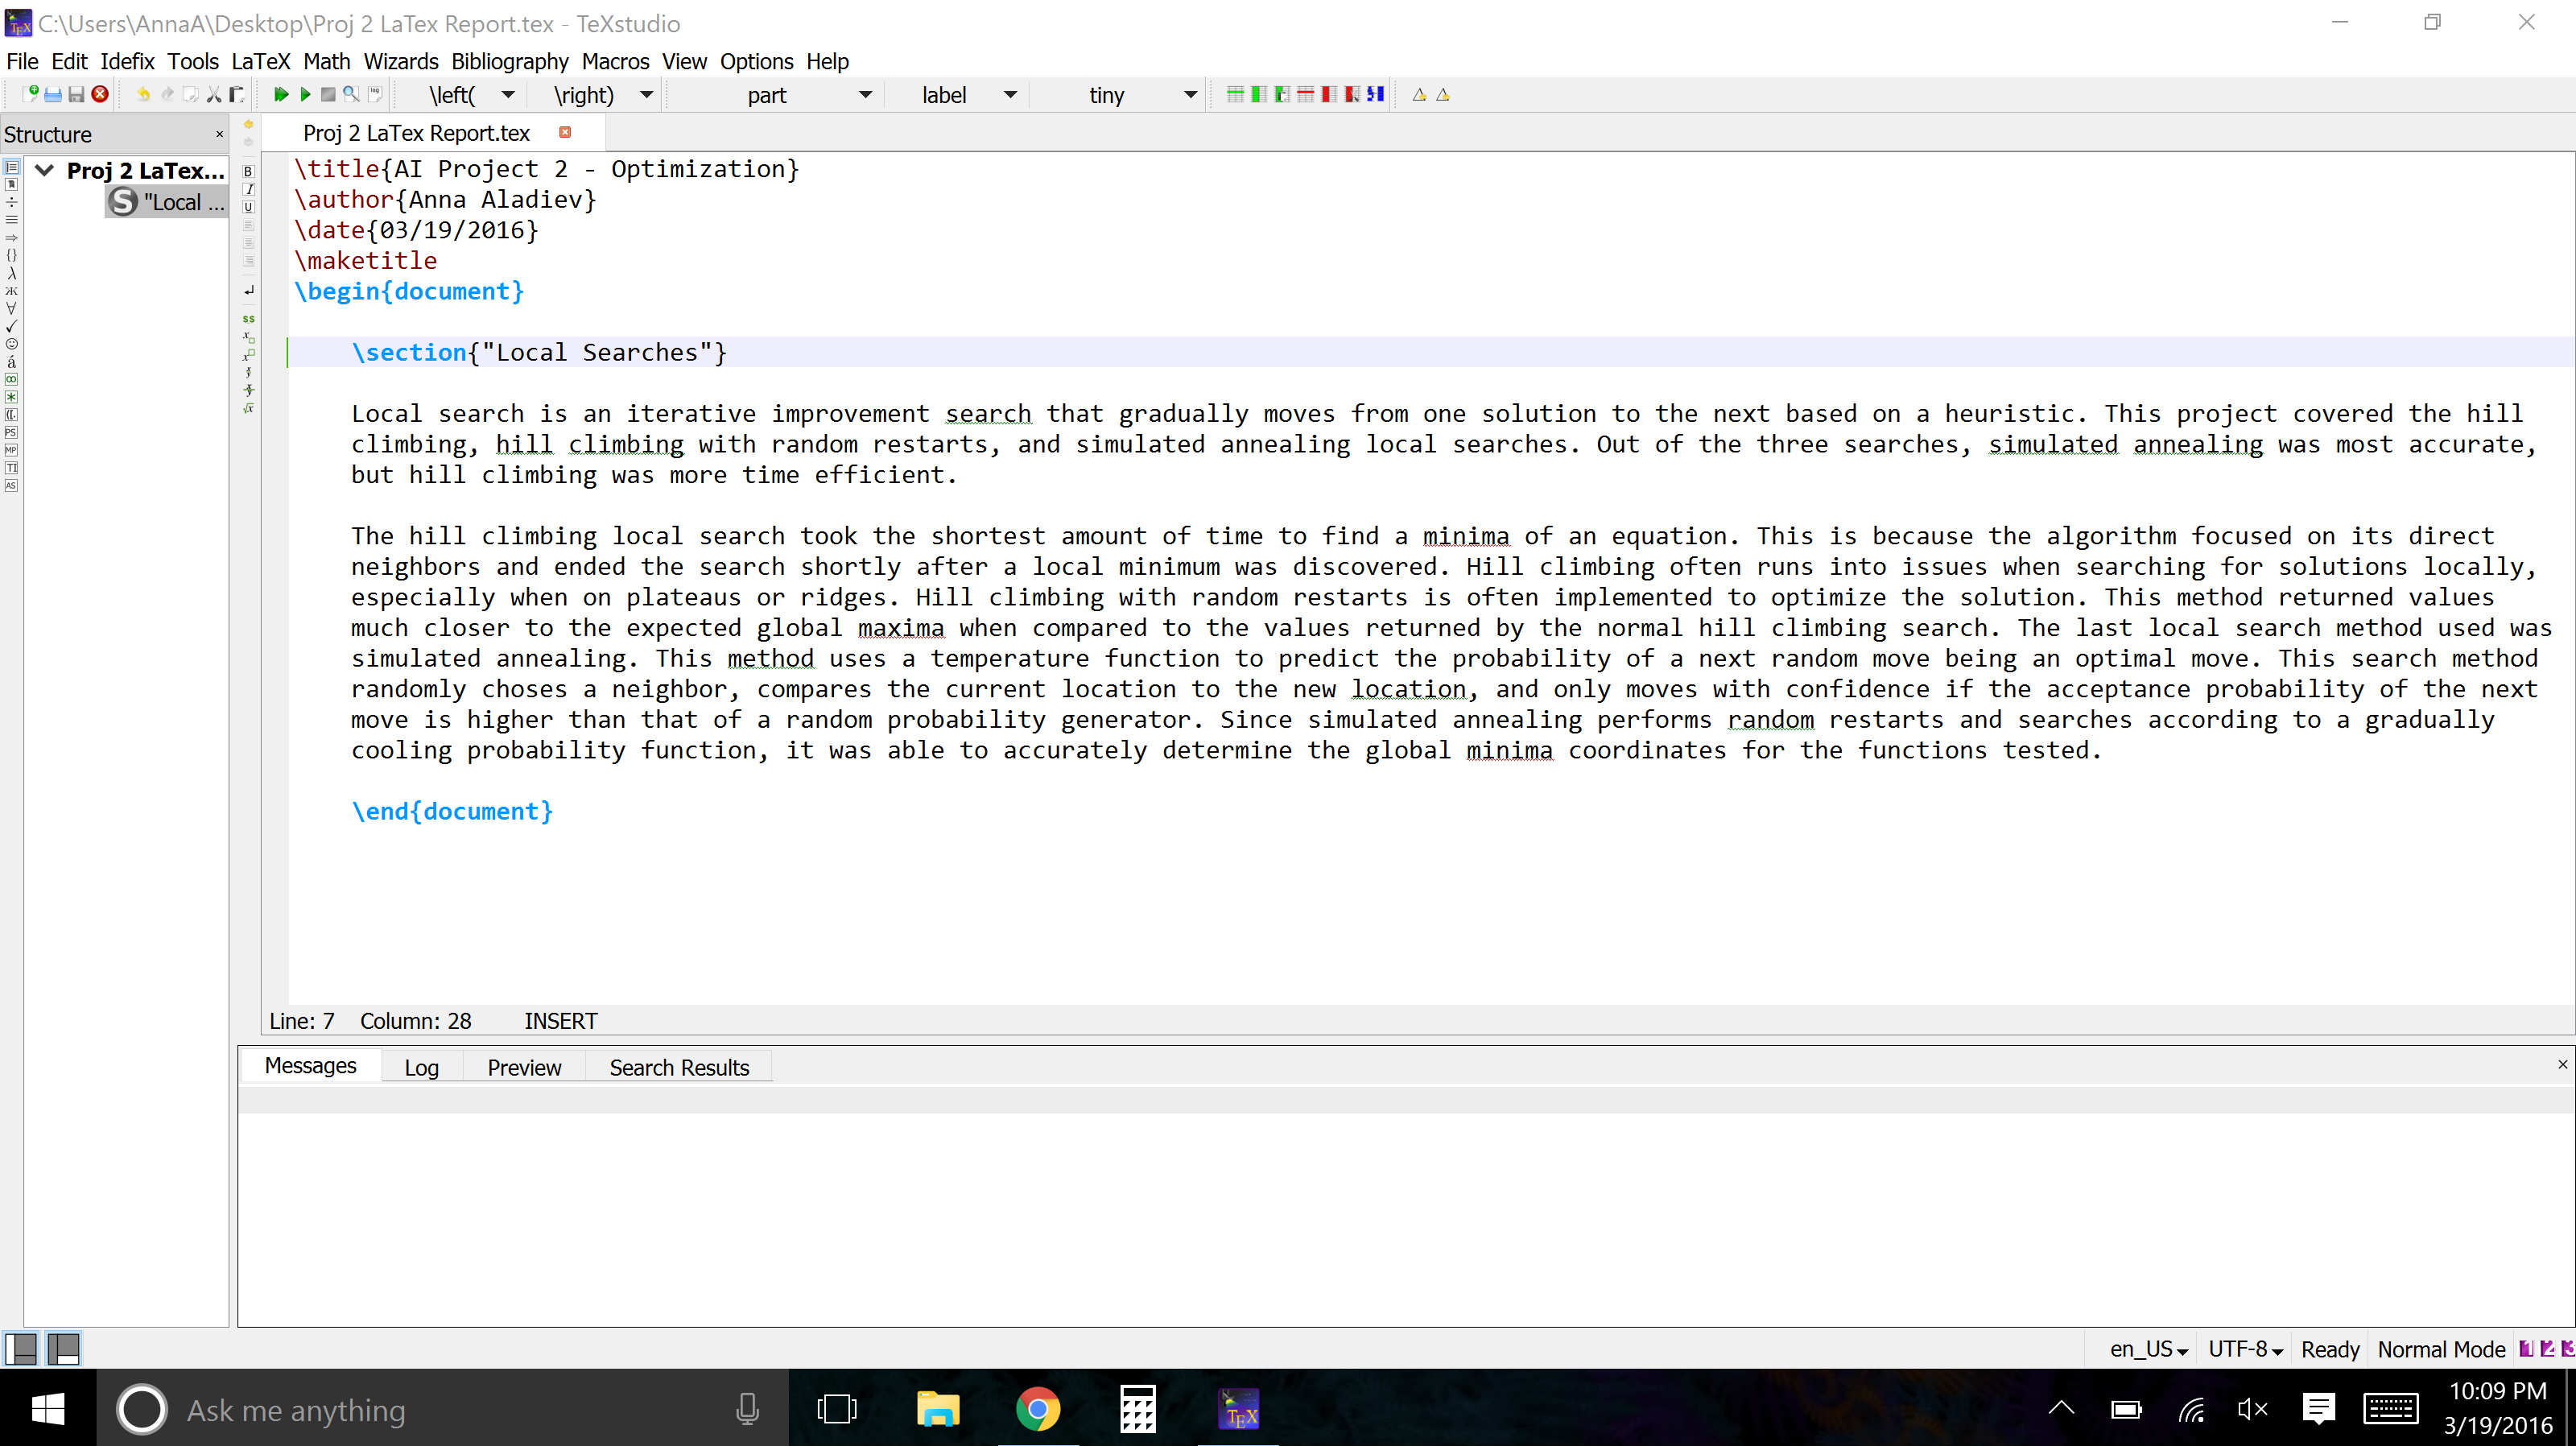 C:\Users\AnnaA\Desktop\Proj 2 LaTex Report.tex - TeXstudio
File Edit Idefix Tools LaTeX Math Wizards Bibliography Macros View Options Help
\left( \right) part label tiny
Structure ×
Proj 2 LaTex Report.tex
Proj 2 LaTex...
"Local ...
\title{AI Project 2 - Optimization}
\author{Anna Aladiev}
\date{03/19/2016}
\maketitle
\begin{document}
\section{"Local Searches"}
Local search is an iterative improvement search that gradually moves from one solution to the next based on a heuristic. This project covered the hill
climbing, hill climbing with random restarts, and simulated annealing local searches. Out of the three searches, simulated annealing was most accurate,
but hill climbing was more time efficient.
The hill climbing local search took the shortest amount of time to find a minima of an equation. This is because the algorithm focused on its direct
neighbors and ended the search shortly after a local minimum was discovered. Hill climbing often runs into issues when searching for solutions locally,
especially when on plateaus or ridges. Hill climbing with random restarts is often implemented to optimize the solution. This method returned values
much closer to the expected global maxima when compared to the values returned by the normal hill climbing search. The last local search method used was
simulated annealing. This method uses a temperature function to predict the probability of a next random move being an optimal move. This search method
randomly choses a neighbor, compares the current location to the new location, and only moves with confidence if the acceptance probability of the next
move is higher than that of a random probability generator. Since simulated annealing performs random restarts and searches according to a gradually
cooling probability function, it was able to accurately determine the global minima coordinates for the functions tested.
\end{document}
Line: 7 Column: 28 INSERT
Messages Log Preview Search Results
en_US UTF-8 Ready Normal Mode 1 2 3
Ask me anything
10:09 PM
3/19/2016